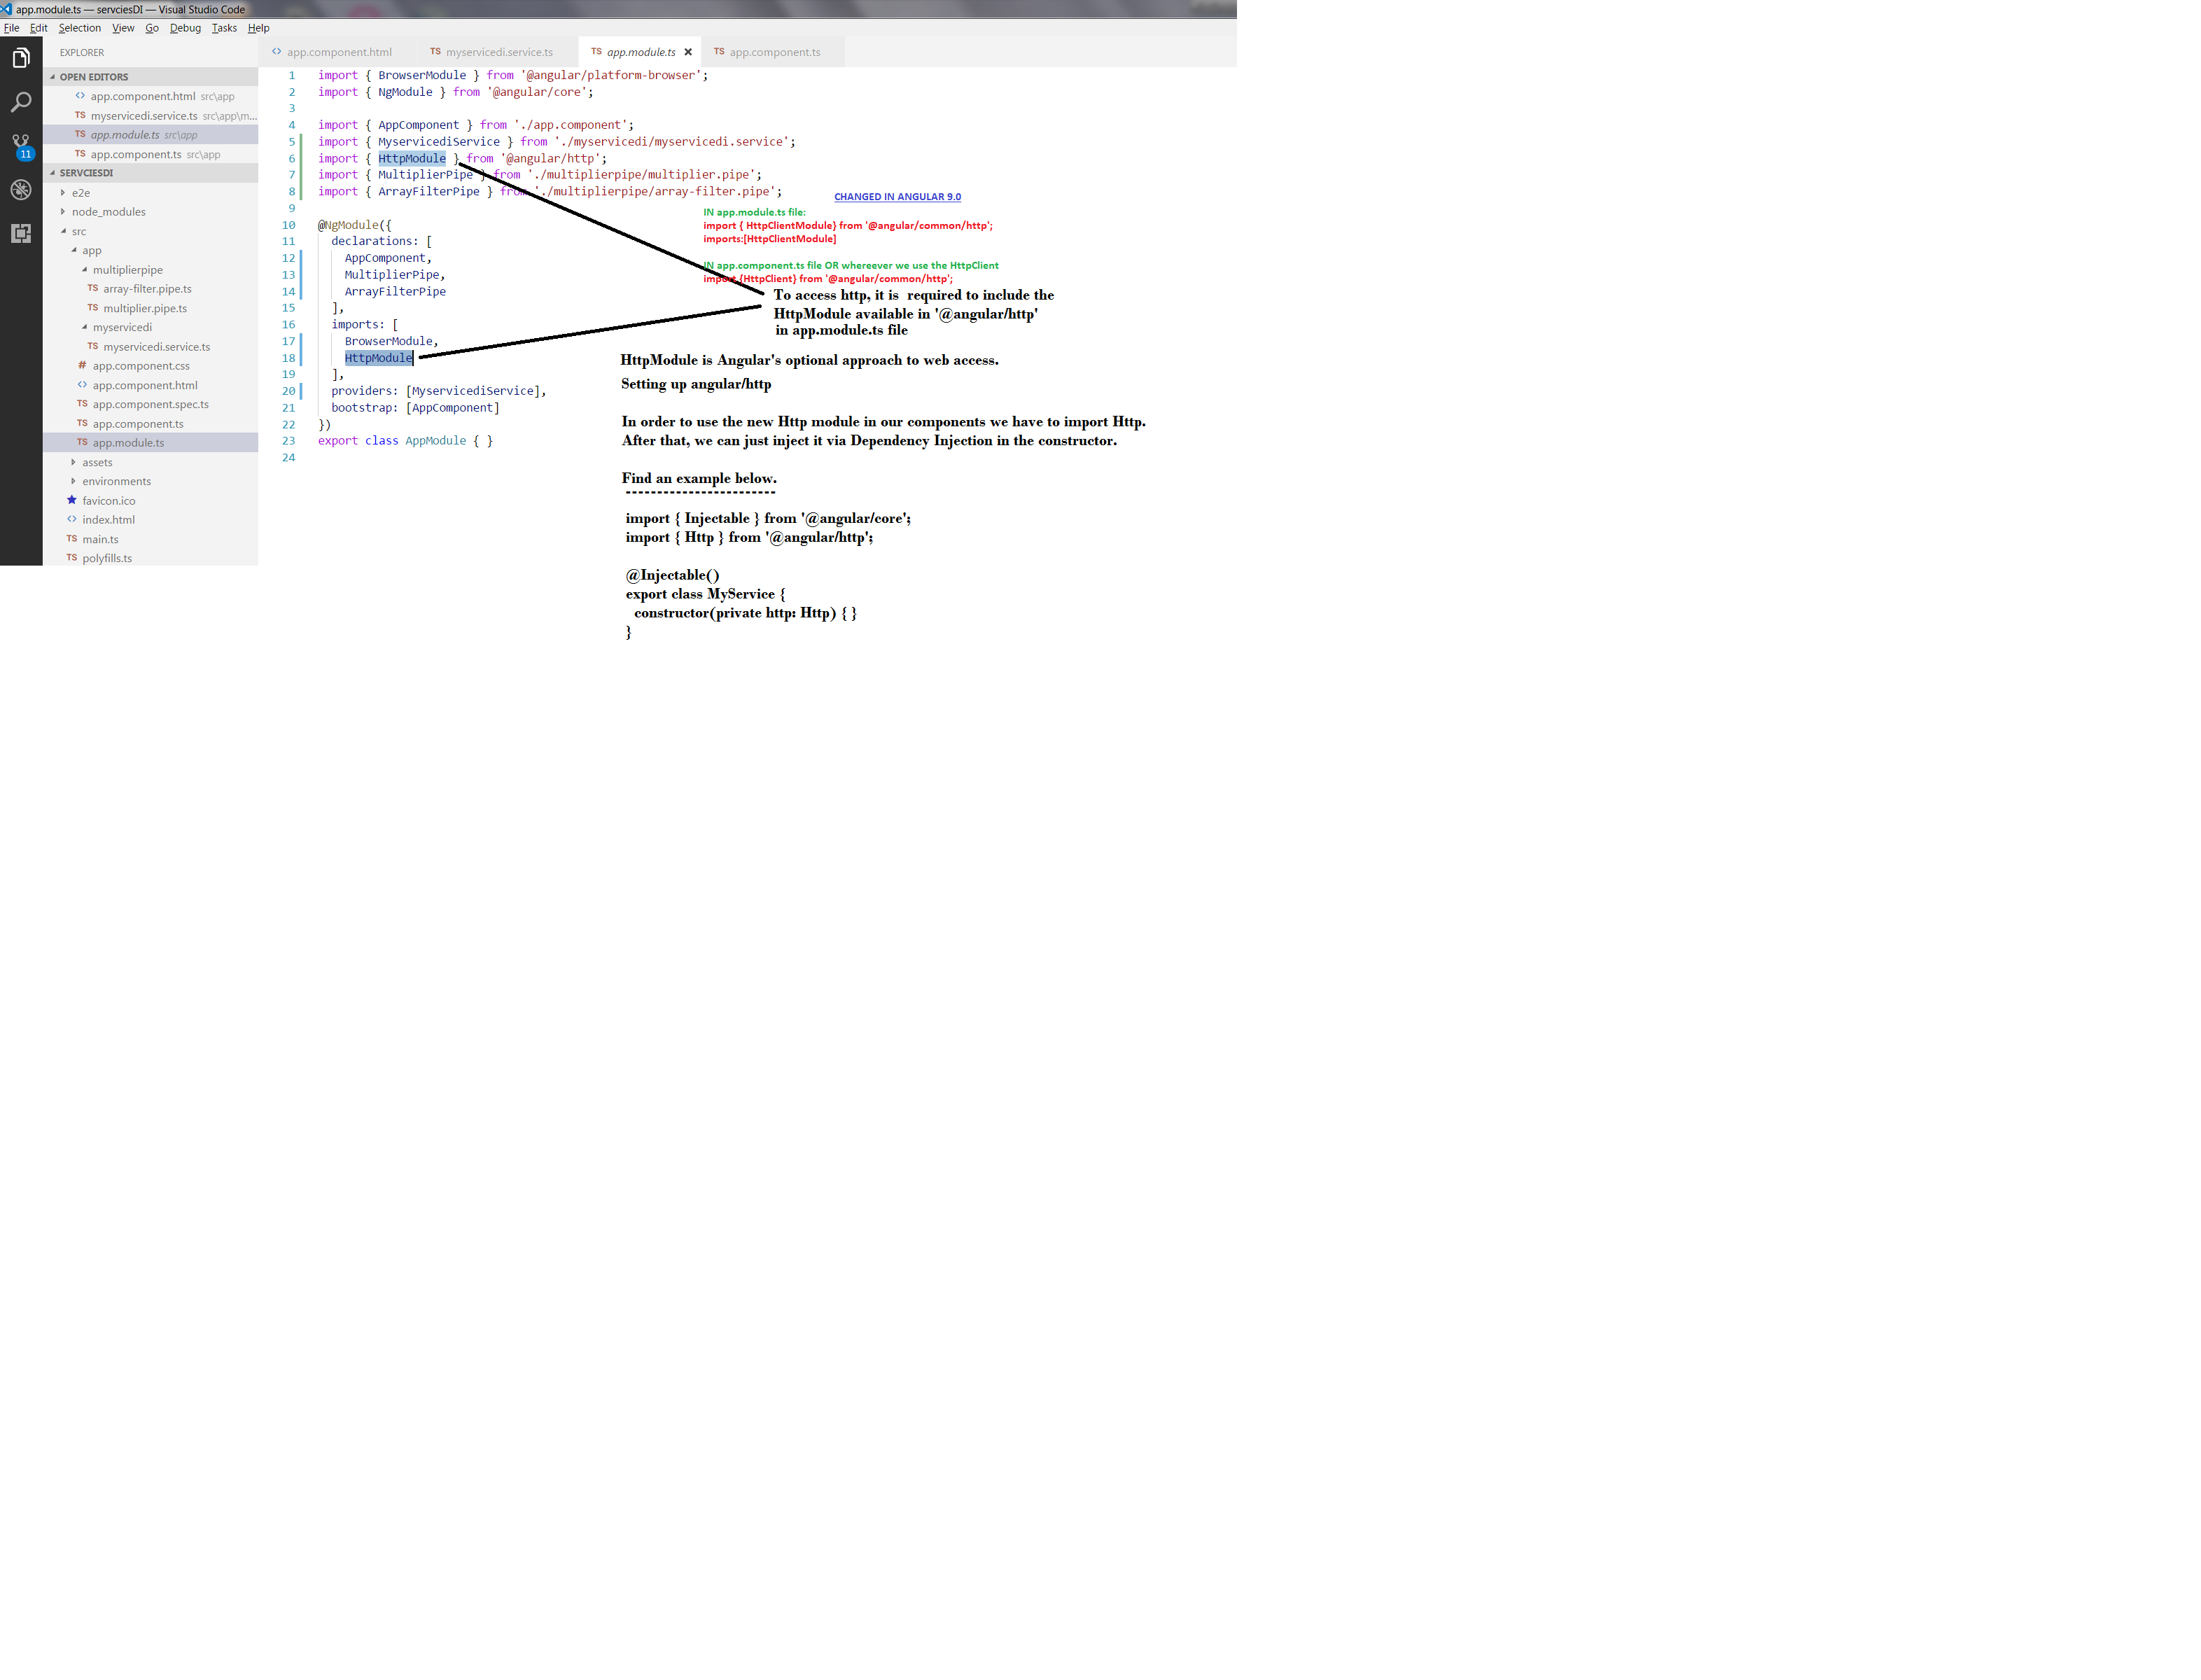 app.module.ts — servciesDI — Visual Studio Code
File Edit Selection View Go Debug Tasks Help
EXPLORER
OPEN EDITORS
app.component.html src\app
myservicedi.service.ts src\app\m...
app.module.ts src\app
app.component.ts src\app
11
SERVCIESDI
e2e
node_modules
src
app
multiplierpipe
TS array-filter.pipe.ts
TS multiplier.pipe.ts
myservicedi
TS myservicedi.service.ts
# app.component.css
<> app.component.html
TS app.component.spec.ts
TS app.component.ts
TS app.module.ts
assets
environments
favicon.ico
<> index.html
TS main.ts
TS polyfills.ts
<> app.component.html TS myservicedi.service.ts TS app.module.ts × TS app.component.ts
1 import { BrowserModule } from '@angular/platform-browser';
2 import { NgModule } from '@angular/core';
3
4 import { AppComponent } from './app.component';
5 import { MyservicediService } from './myservicedi/myservicedi.service';
6 import { HttpModule } from '@angular/http';
7 import { MultiplierPipe } from './multiplierpipe/multiplier.pipe';
8 import { ArrayFilterPipe } from './multiplierpipe/array-filter.pipe';
9
10 @NgModule({
11 declarations: [
12 AppComponent,
13 MultiplierPipe,
14 ArrayFilterPipe
15 ],
16 imports: [
17 BrowserModule,
18 HttpModule
19 ],
20 providers: [MyservicediService],
21 bootstrap: [AppComponent]
22 })
23 export class AppModule { }
24
CHANGED IN ANGULAR 9.0
IN app.module.ts file:
import { HttpClientModule} from '@angular/common/http';
imports:[HttpClientModule]
IN app.component.ts file OR whereever we use the HttpClient
import {HttpClient} from '@angular/common/http';
To access http, it is required to include the
HttpModule available in '@angular/http'
in app.module.ts file
HttpModule is Angular's optional approach to web access.
Setting up angular/http
In order to use the new Http module in our components we have to import Http.
After that, we can just inject it via Dependency Injection in the constructor.
Find an example below.
------------------------
import { Injectable } from '@angular/core';
import { Http } from '@angular/http';
@Injectable()
export class MyService {
constructor(private http: Http) { }
}